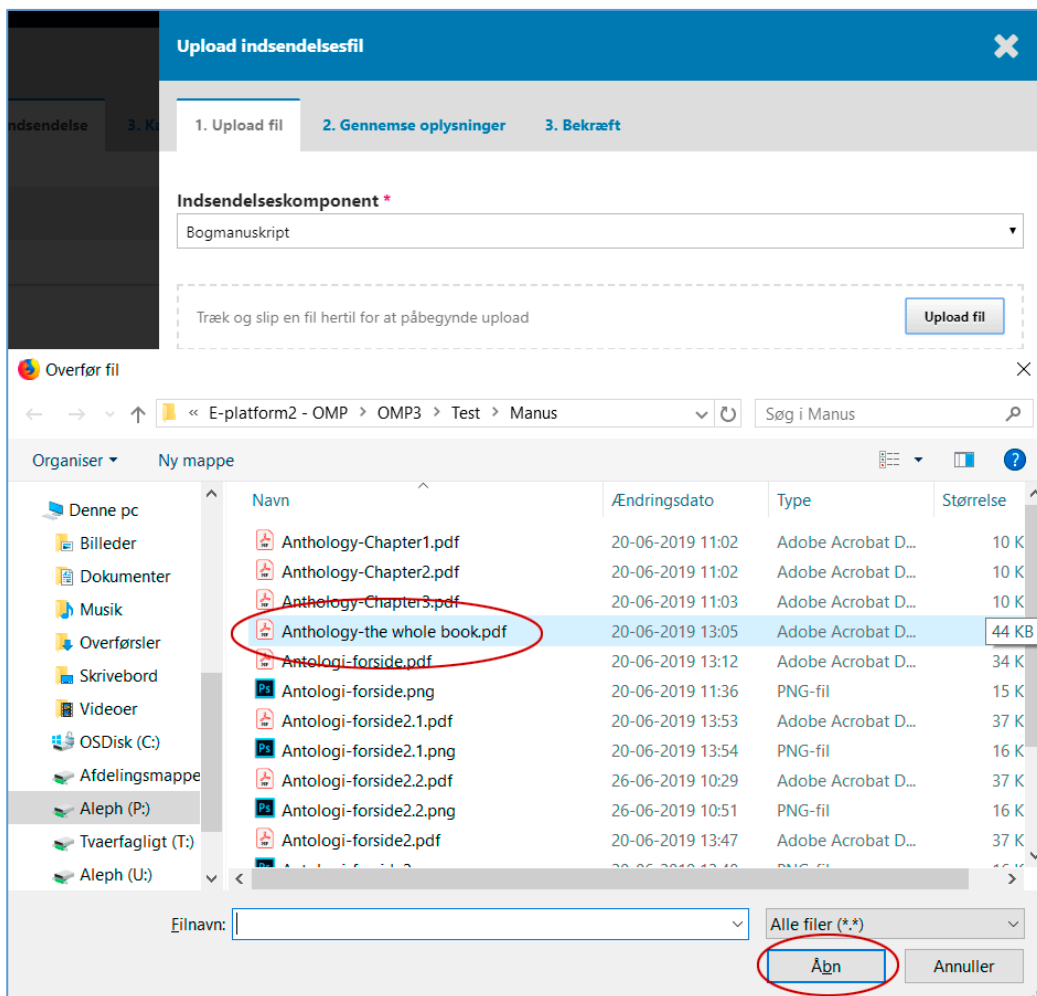 Upload indsendelsesfil
ndsendelse 3. Ku 1. Upload fil 2. Gennemse oplysninger 3. Bekræft
Indsendelseskomponent *
Bogmanuskript
Træk og slip en fil hertil for at påbegynde upload Upload fil
Overfør fil
« E-platform2 - OMP > OMP3 > Test > Manus Søg i Manus
Organiser Ny mappe
Navn Ændringsdato Type Størrelse
Denne pc
Billeder
Dokumenter
Musik
Overførsler
Skrivebord
Videoer
OSDisk (C:)
Afdelingsmappe
Aleph (P:)
Tvaerfagligt (T:)
Aleph (U:)
Anthology-Chapter1.pdf 20-06-2019 11:02 Adobe Acrobat D... 10 K
Anthology-Chapter2.pdf 20-06-2019 11:02 Adobe Acrobat D... 10 K
Anthology-Chapter3.pdf 20-06-2019 11:03 Adobe Acrobat D... 10 K
Anthology-the whole book.pdf 20-06-2019 13:05 Adobe Acrobat D... 44 KB
Antologi-forside.pdf 20-06-2019 13:12 Adobe Acrobat D... 34 K
Antologi-forside.png 20-06-2019 11:36 PNG-fil 15 K
Antologi-forside2.1.pdf 20-06-2019 13:53 Adobe Acrobat D... 37 K
Antologi-forside2.1.png 20-06-2019 13:54 PNG-fil 16 K
Antologi-forside2.2.pdf 26-06-2019 10:29 Adobe Acrobat D... 37 K
Antologi-forside2.2.png 26-06-2019 10:51 PNG-fil 16 K
Antologi-forside2.pdf 20-06-2019 13:47 Adobe Acrobat D... 37 K
Filnavn: Alle filer (*.*)
Åbn Annuller